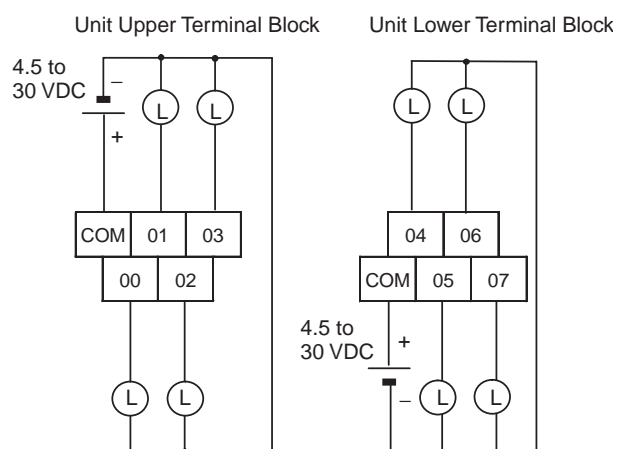 Unit Upper Terminal Block
Unit Lower Terminal Block
4.5 to
30 VDC
–
+
L
L
L
L
COM 01 03
00 02
04 06
COM 05 07
4.5 to
30 VDC
+
–
L
L
L
L